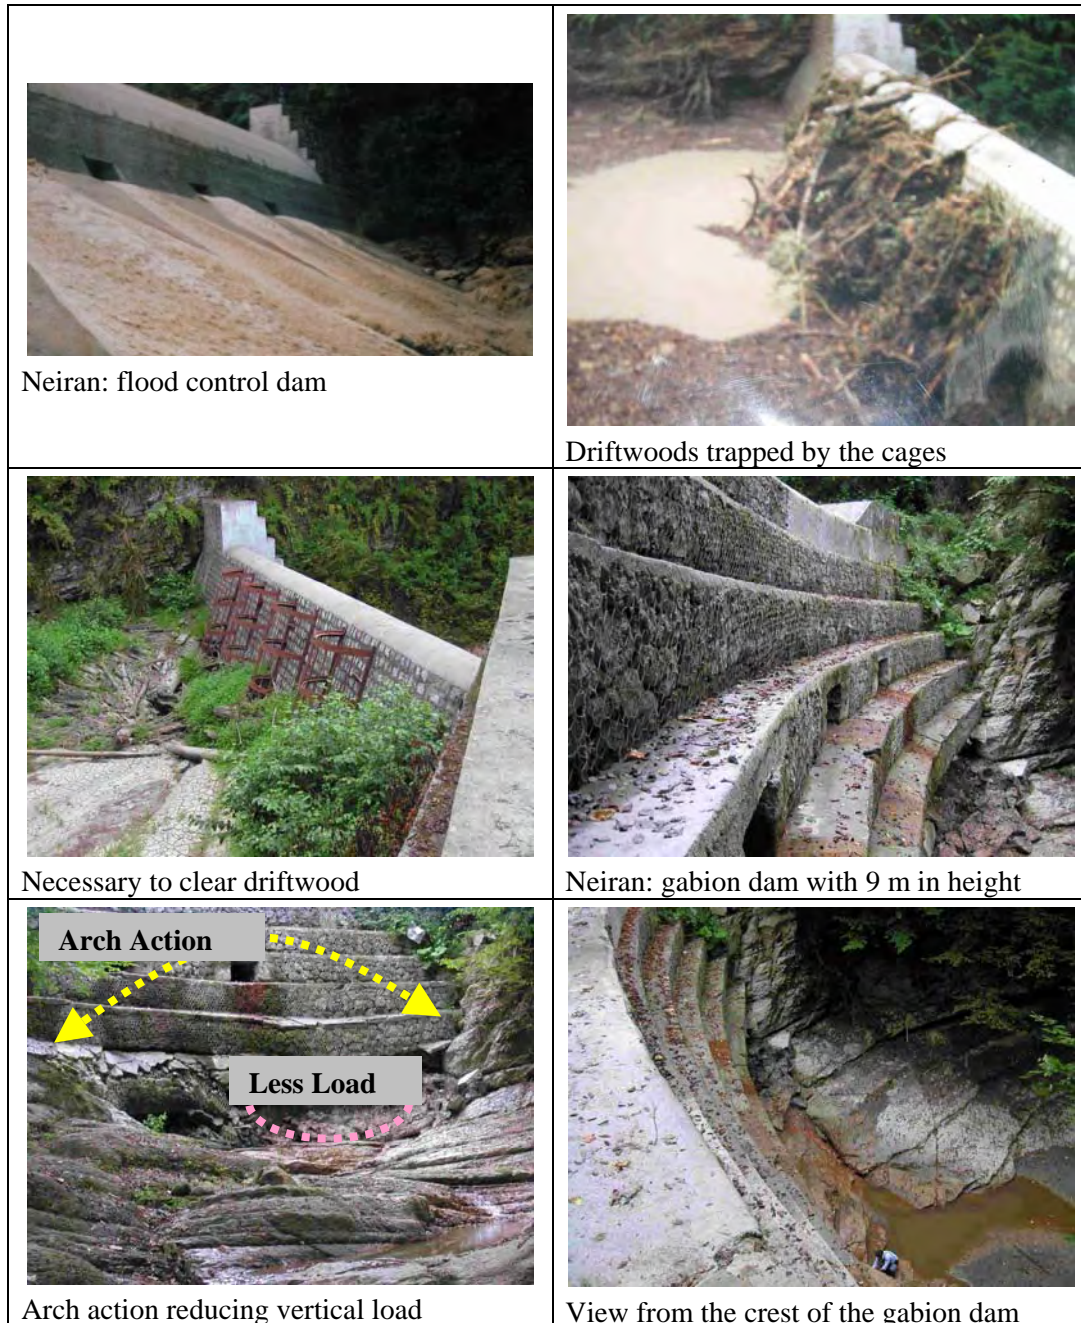 Neiran: flood control dam
Driftwoods trapped by the cages
Necessary to clear driftwood
Neiran: gabion dam with 9 m in height
Arch Action
Less Load
Arch action reducing vertical load
View from the crest of the gabion dam